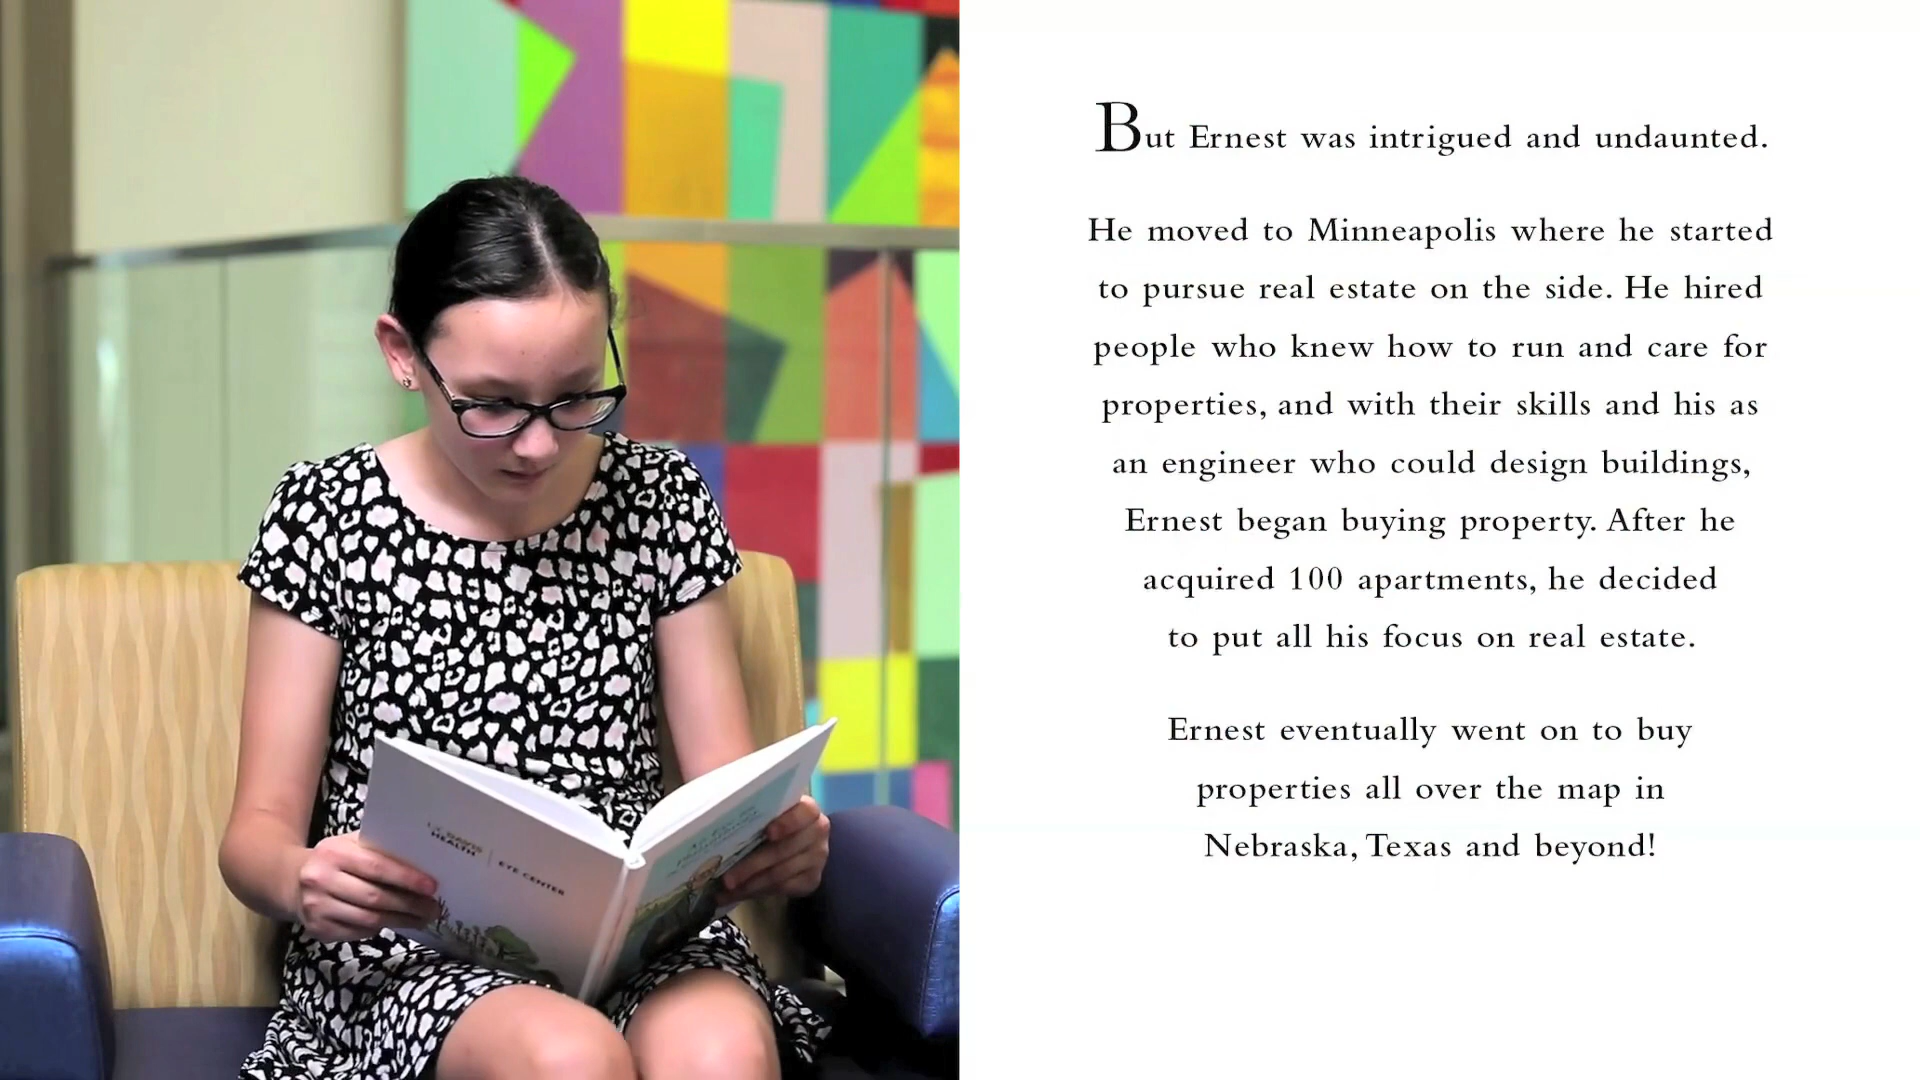 UC DAVIS
HEALTH
EYE CENTER
But Ernest was intrigued and undaunted.
He moved to Minneapolis where he started
to pursue real estate on the side. He hired
people who knew how to run and care for
properties, and with their skills and his as
an engineer who could design buildings,
Ernest began buying property. After he
acquired 100 apartments, he decided
to put all his focus on real estate.
Ernest eventually went on to buy
properties all over the map in
Nebraska, Texas and beyond!